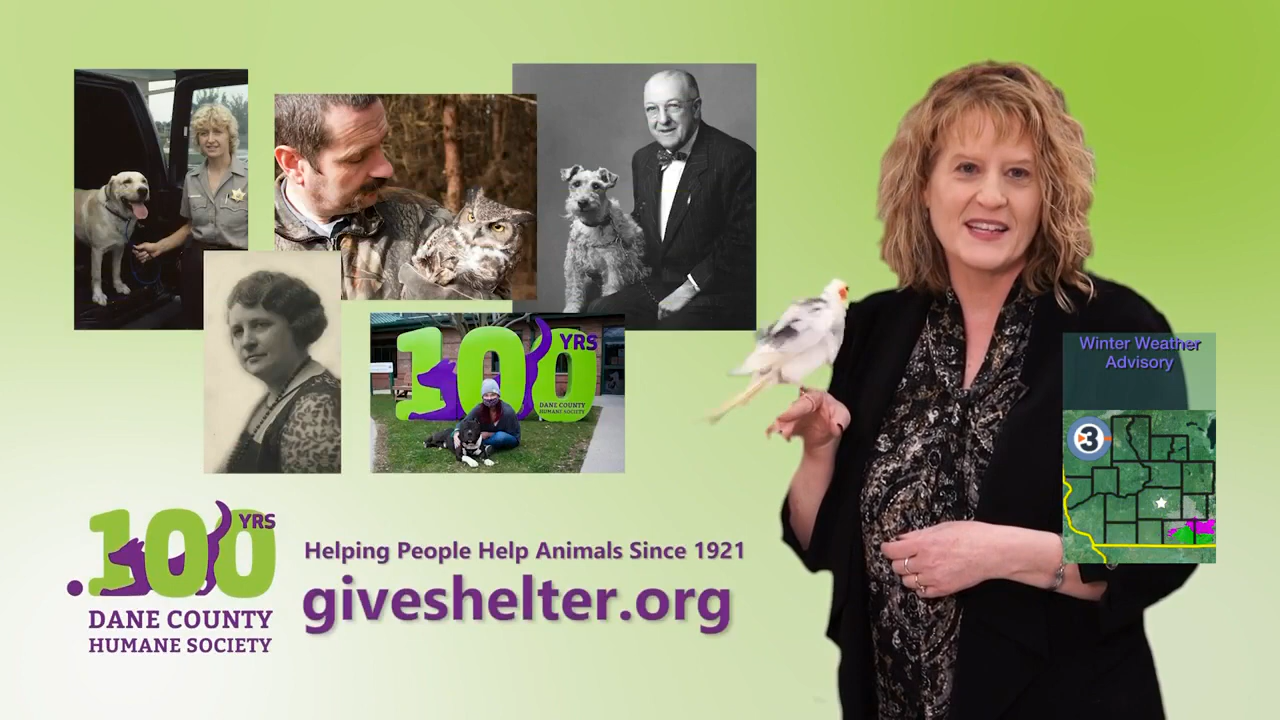 100 YRS
DANE COUNTY
HUMANE SOCIETY
Winter Weather
Advisory
3
100 YRS
DANE COUNTY
HUMANE SOCIETY
Helping People Help Animals Since 1921
giveshelter.org